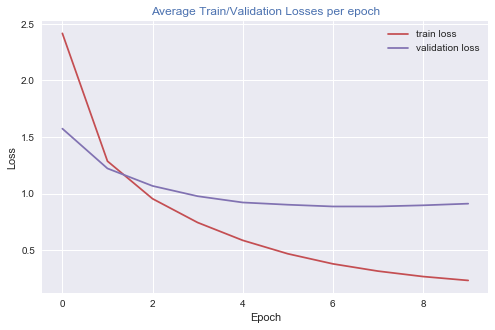 Average Train/Validation Losses per epoch
train loss
validation loss
2.5
2.0
1.5
1.0
0.5
Loss
0 2 4 6 8
Epoch